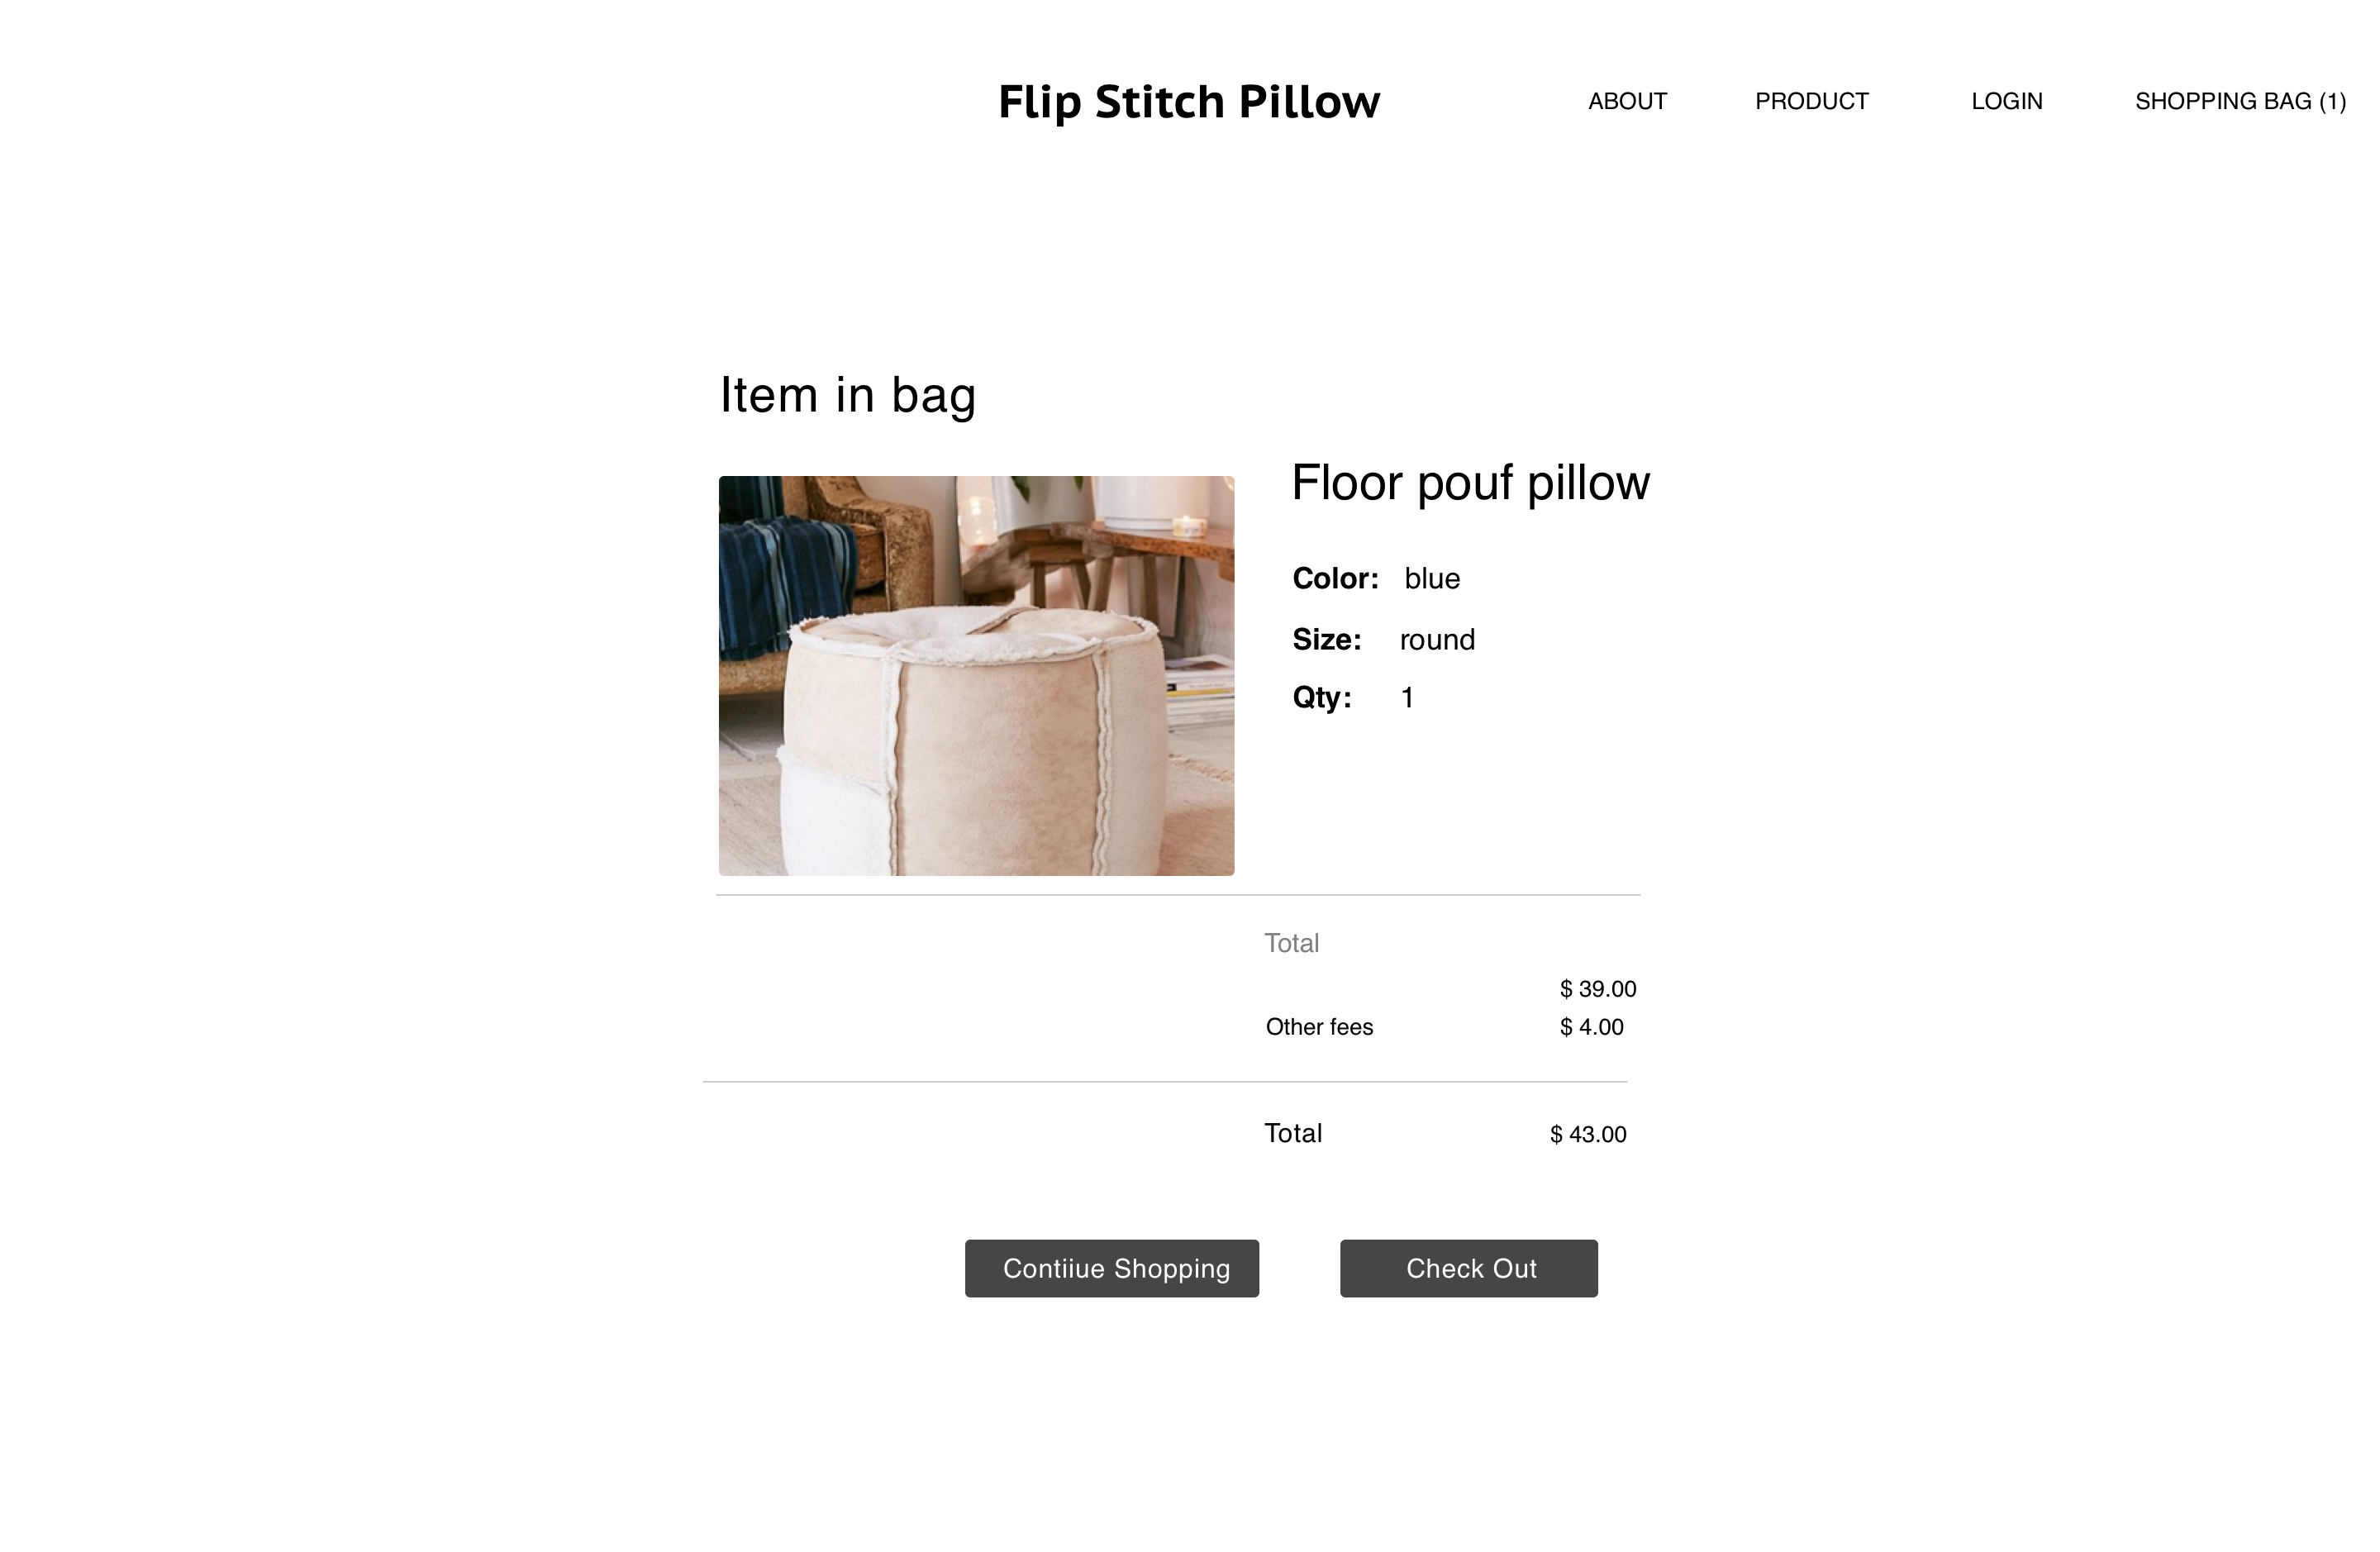 Flip Stitch Pillow ABOUT PRODUCT LOGIN SHOPPING BAG (1)
Item in bag
Floor pouf pillow
Color: blue
Size: round
Qty: 1
Total
$ 39.00
Other fees $ 4.00
Total $ 43.00
Contiiue Shopping Check Out